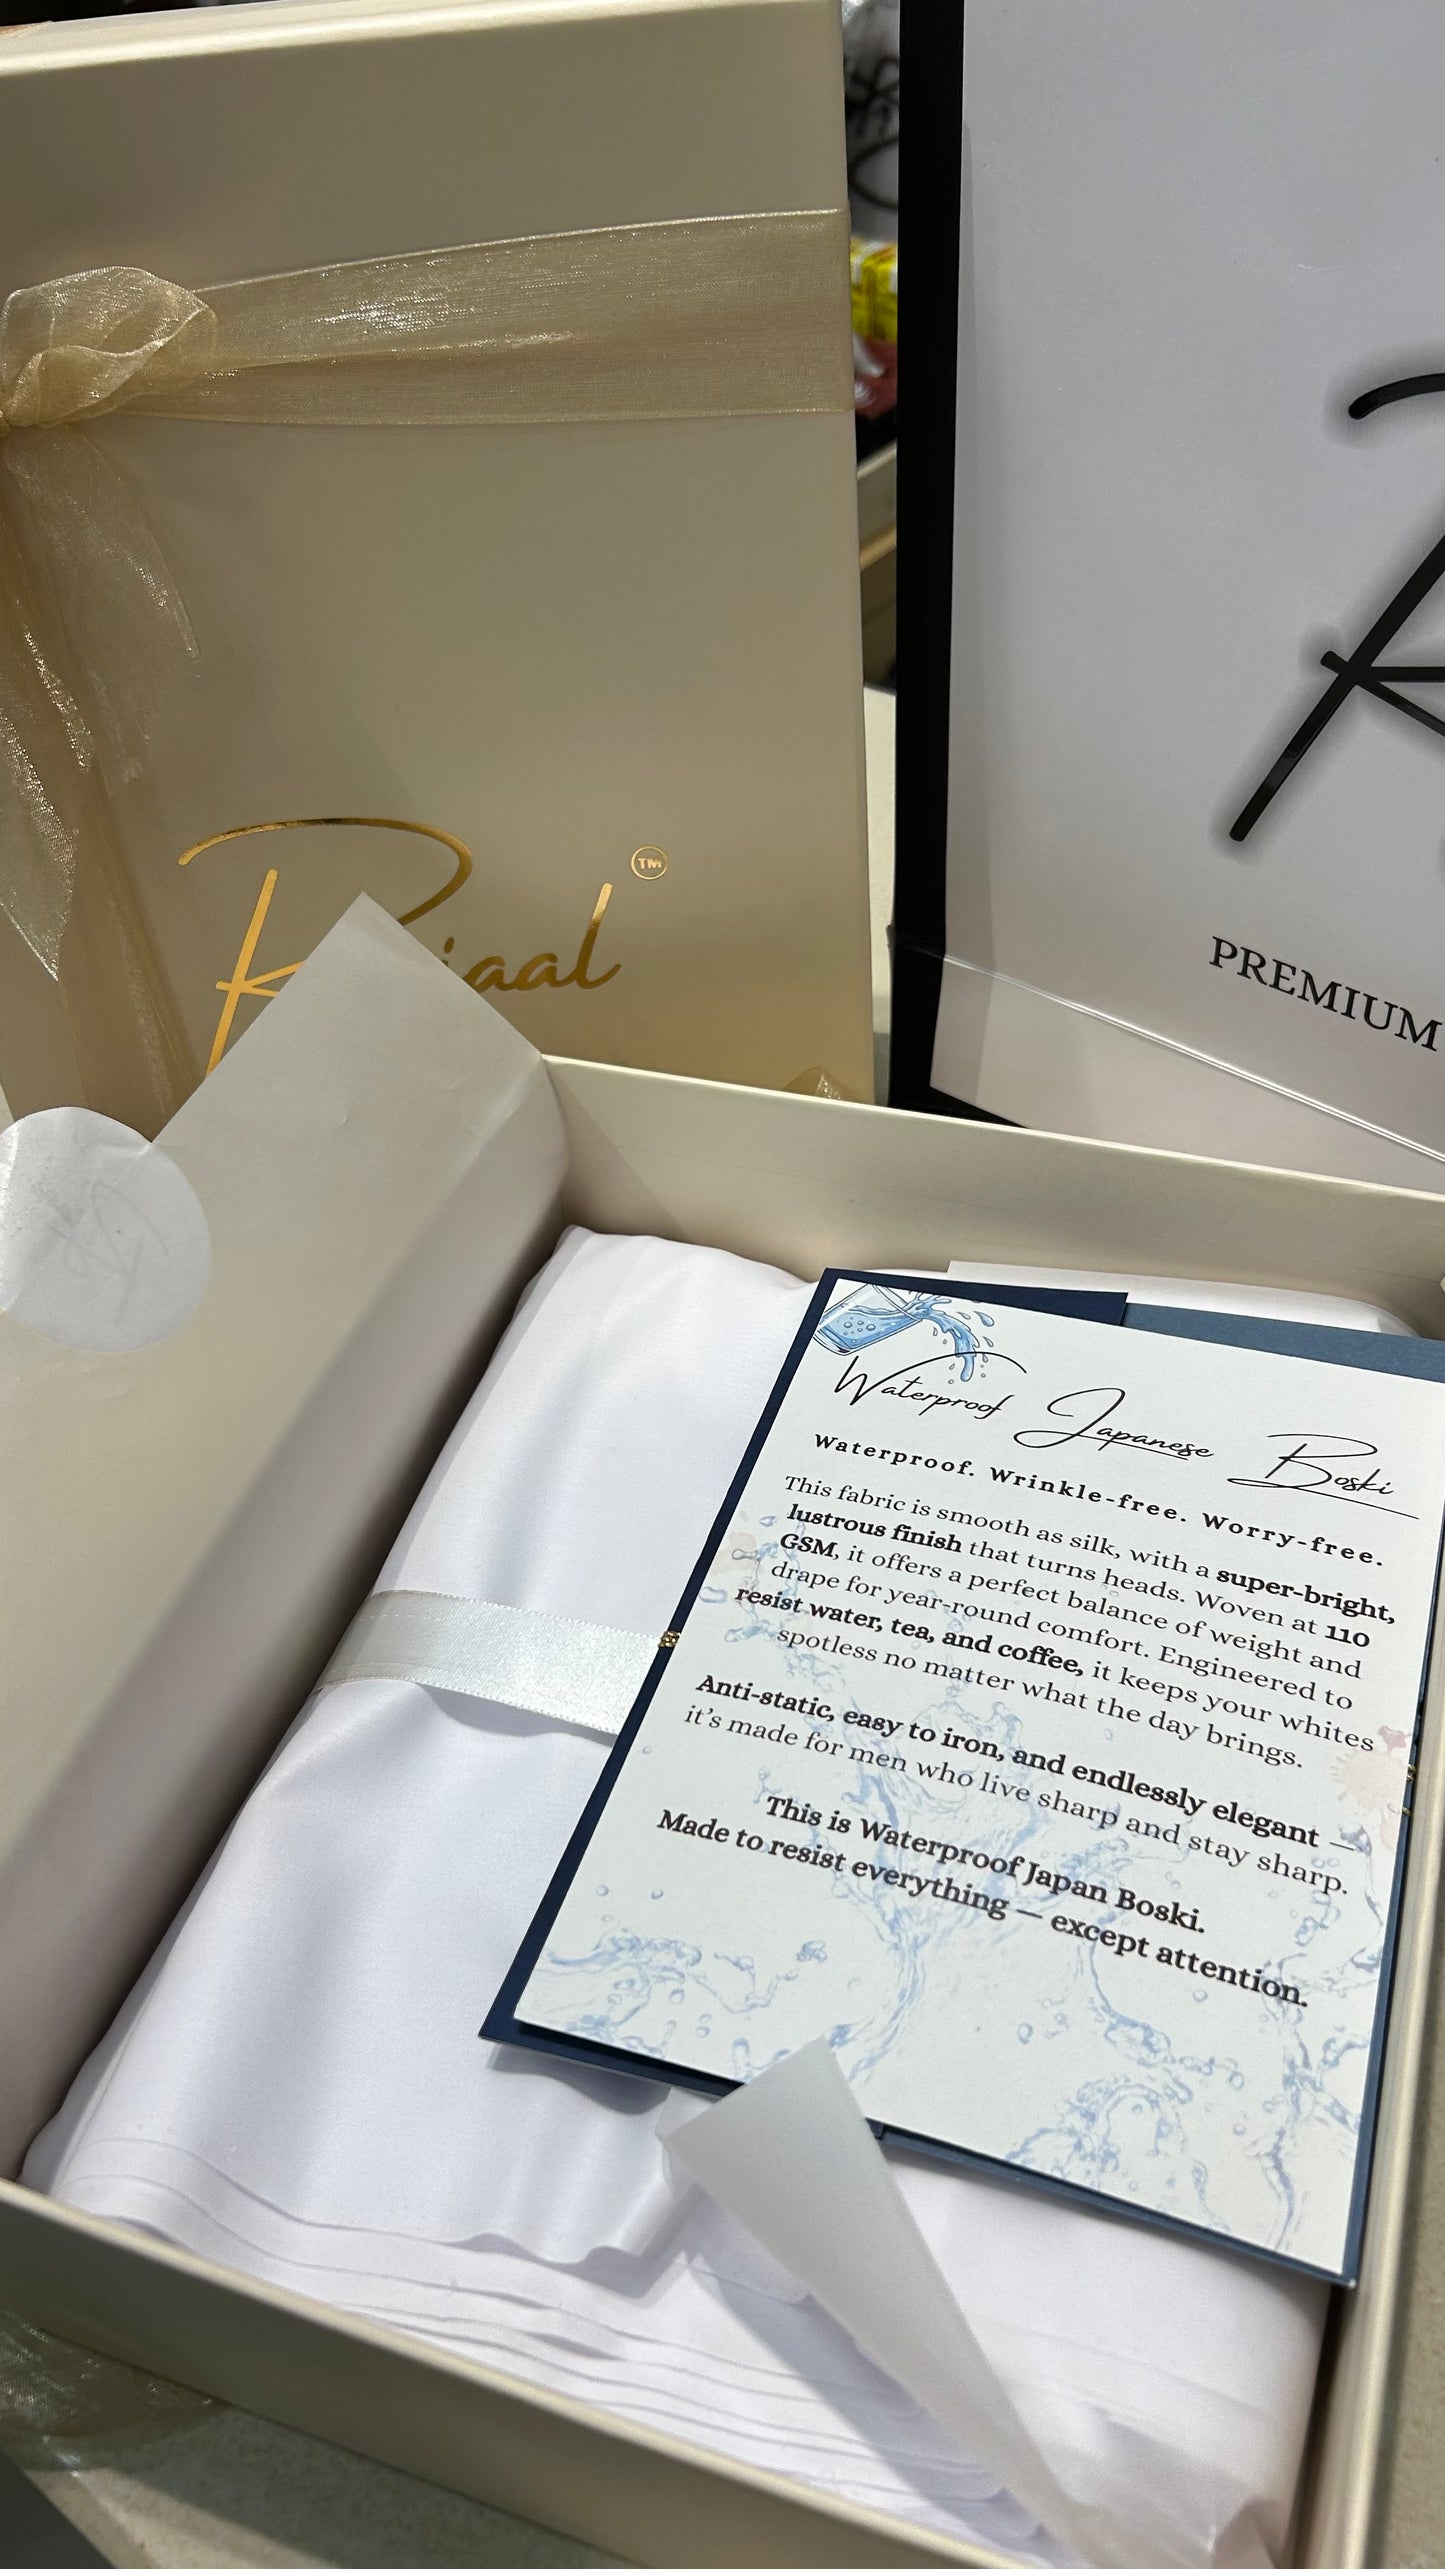 TM
PREMIUM
Waterproof Japanese Boski
Waterproof. Wrinkle-free. Worry-free.
This fabric is smooth as silk, with a super-bright,
lustrous finish that turns heads. Woven at 110
GSM, it offers a perfect balance of weight and
drape for year-round comfort. Engineered to
resist water, tea, and coffee, it keeps your whites
spotless no matter what the day brings.
Anti-static, easy to iron, and endlessly elegant —
it's made for men who live sharp and stay sharp.
This is Waterproof Japan Boski.
Made to resist everything — except attention.